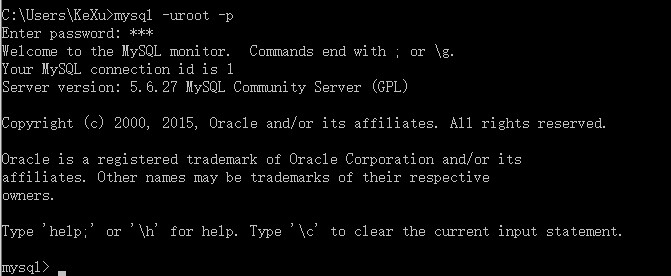 C:\Users\KeXu>mysql -uroot -p
Enter password: ***
Welcome to the MySQL monitor.  Commands end with ; or \g.
Your MySQL connection id is 1
Server version: 5.6.27 MySQL Community Server (GPL)
Copyright (c) 2000, 2015, Oracle and/or its affiliates. All rights reserved.
Oracle is a registered trademark of Oracle Corporation and/or its
affiliates. Other names may be trademarks of their respective
owners.
Type 'help;' or '\h' for help. Type '\c' to clear the current input statement.
mysql>